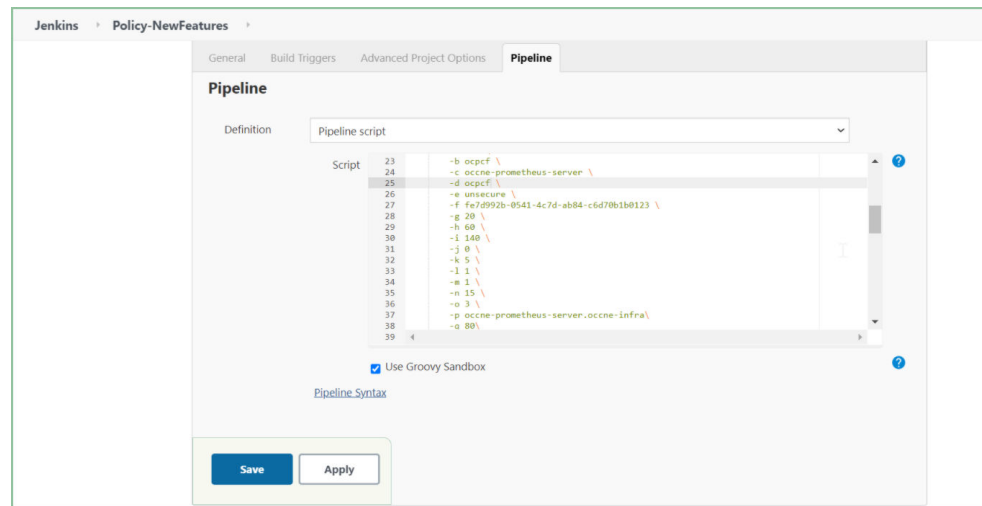 Jenkins Policy-NewFeatures
General Build Triggers Advanced Project Options Pipeline
Pipeline
Definition Pipeline script
Script
23 -b ocpcf \
24 -c occne-prometheus-server \
25 -d ocpcf \
26 -e unsecure \
27 -f fe7d992b-0541-4c7d-ab84-c6d70b1b0123 \
28 -g 20 \
29 -h 60 \
30 -i 140 \
31 -j 0 \
32 -k 5 \
33 -l 1 \
34 -m 1 \
35 -n 15 \
36 -o 3 \
37 -p occne-prometheus-server.occne-infra\
38 -q 80\
39
Use Groovy Sandbox
Pipeline Syntax
Save Apply